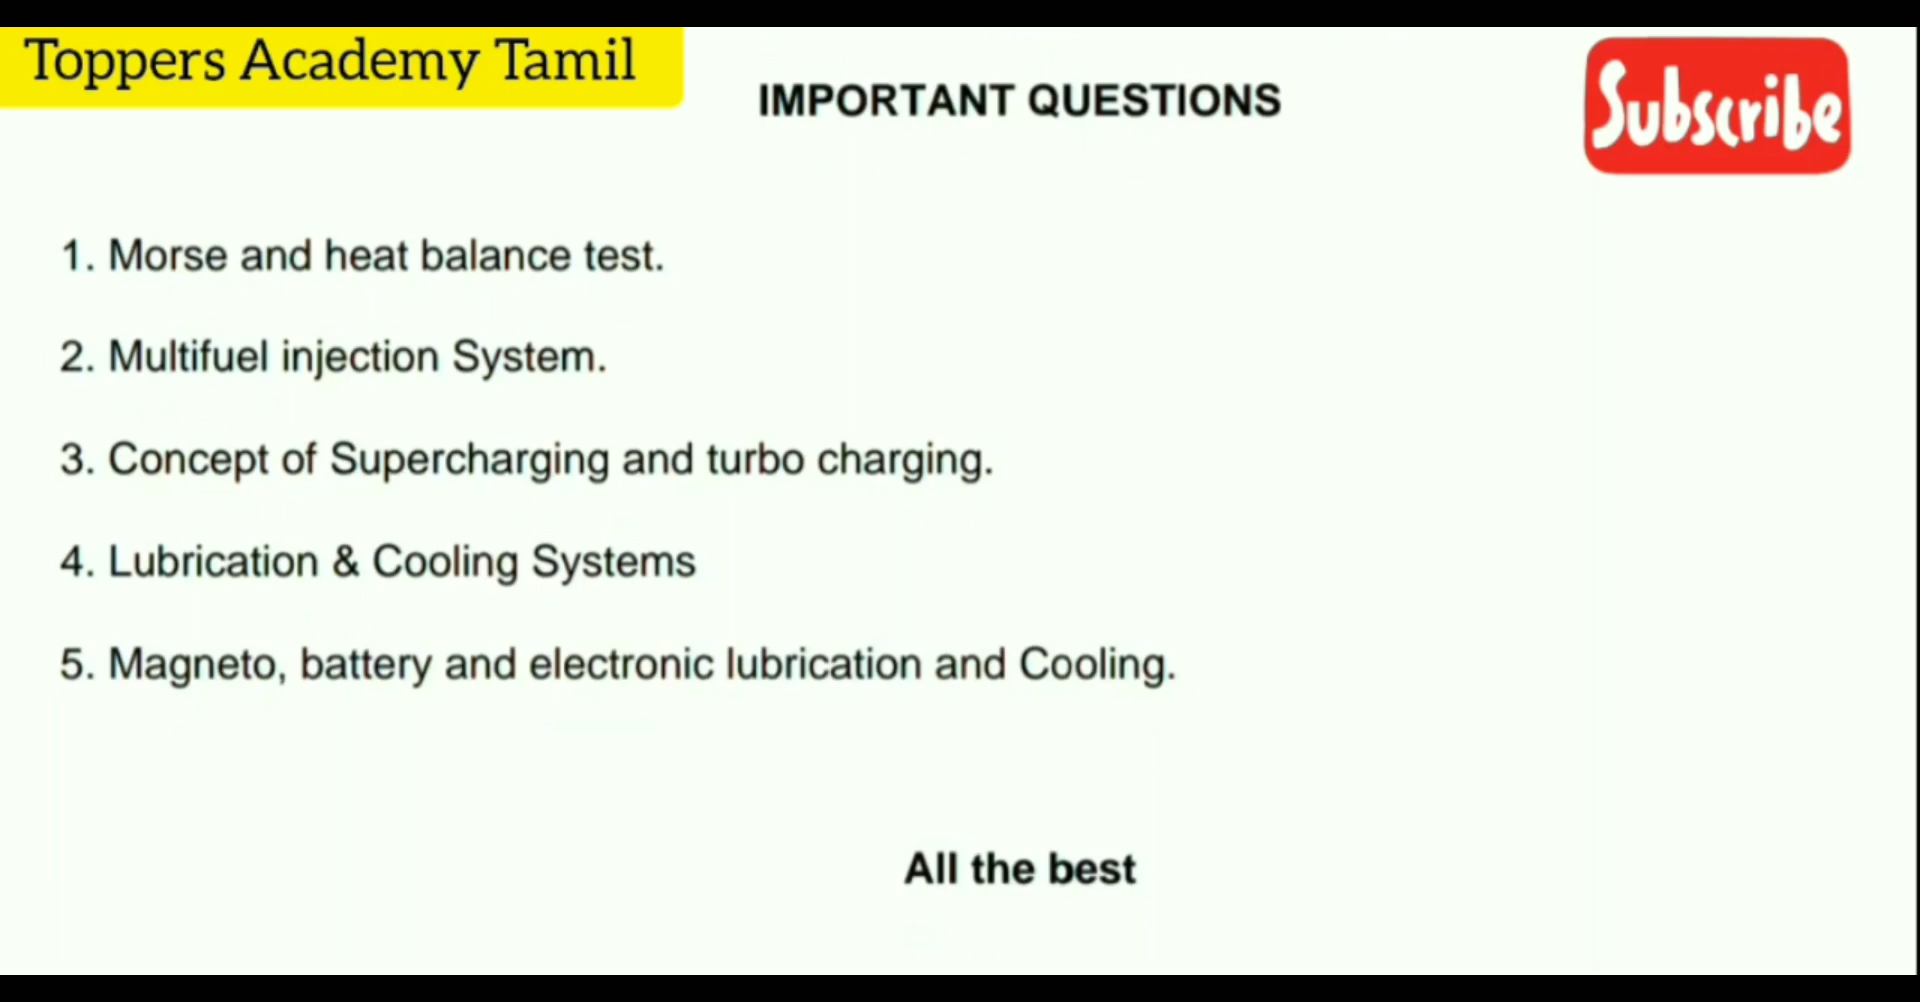 Toppers Academy Tamil
IMPORTANT QUESTIONS
Subscribe
1. Morse and heat balance test.
2. Multifuel injection System.
3. Concept of Supercharging and turbo charging.
4. Lubrication & Cooling Systems
5. Magneto, battery and electronic lubrication and Cooling.
All the best